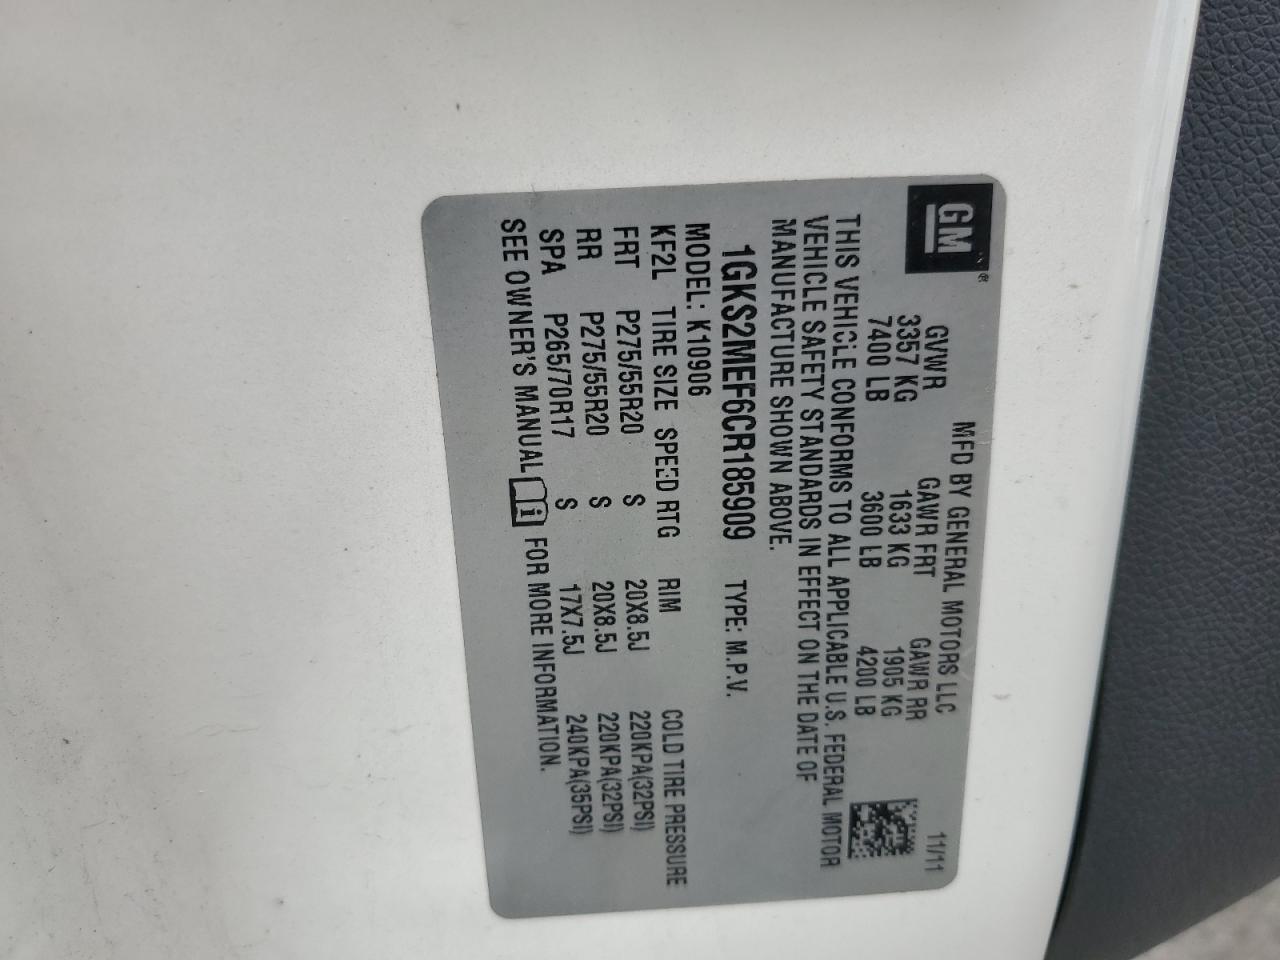 GM®
MFD BY GENERAL MOTORS LLC 11/11
GVWR GAWR FRT GAWR RR
3357 KG 1633 KG 1905 KG
7400 LB 3600 LB 4200 LB
THIS VEHICLE CONFORMS TO ALL APPLICABLE U.S. FEDERAL MOTOR
VEHICLE SAFETY STANDARDS IN EFFECT ON THE DATE OF
MANUFACTURE SHOWN ABOVE.
1GKS2MEF6CR185909 TYPE: M.P.V.
MODEL: K10906
KF2L TIRE SIZE SPEED RTG RIM COLD TIRE PRESSURE
FRT P275/55R20 S 20X8.5J 220KPA(32PSI)
RR P275/55R20 S 20X8.5J 220KPA(32PSI)
SPA P265/70R17 S 17X7.5J 240KPA(35PSI)
SEE OWNER'S MANUAL i FOR MORE INFORMATION.